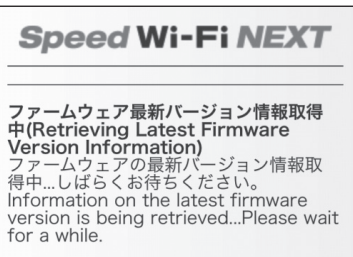 Speed Wi-Fi NEXT
ファームウェア最新バージョン情報取得
中(Retrieving Latest Firmware
Version Information)
ファームウェアの最新バージョン情報取
得中...しばらくお待ちください。
Information on the latest firmware
version is being retrieved...Please wait
for a while.